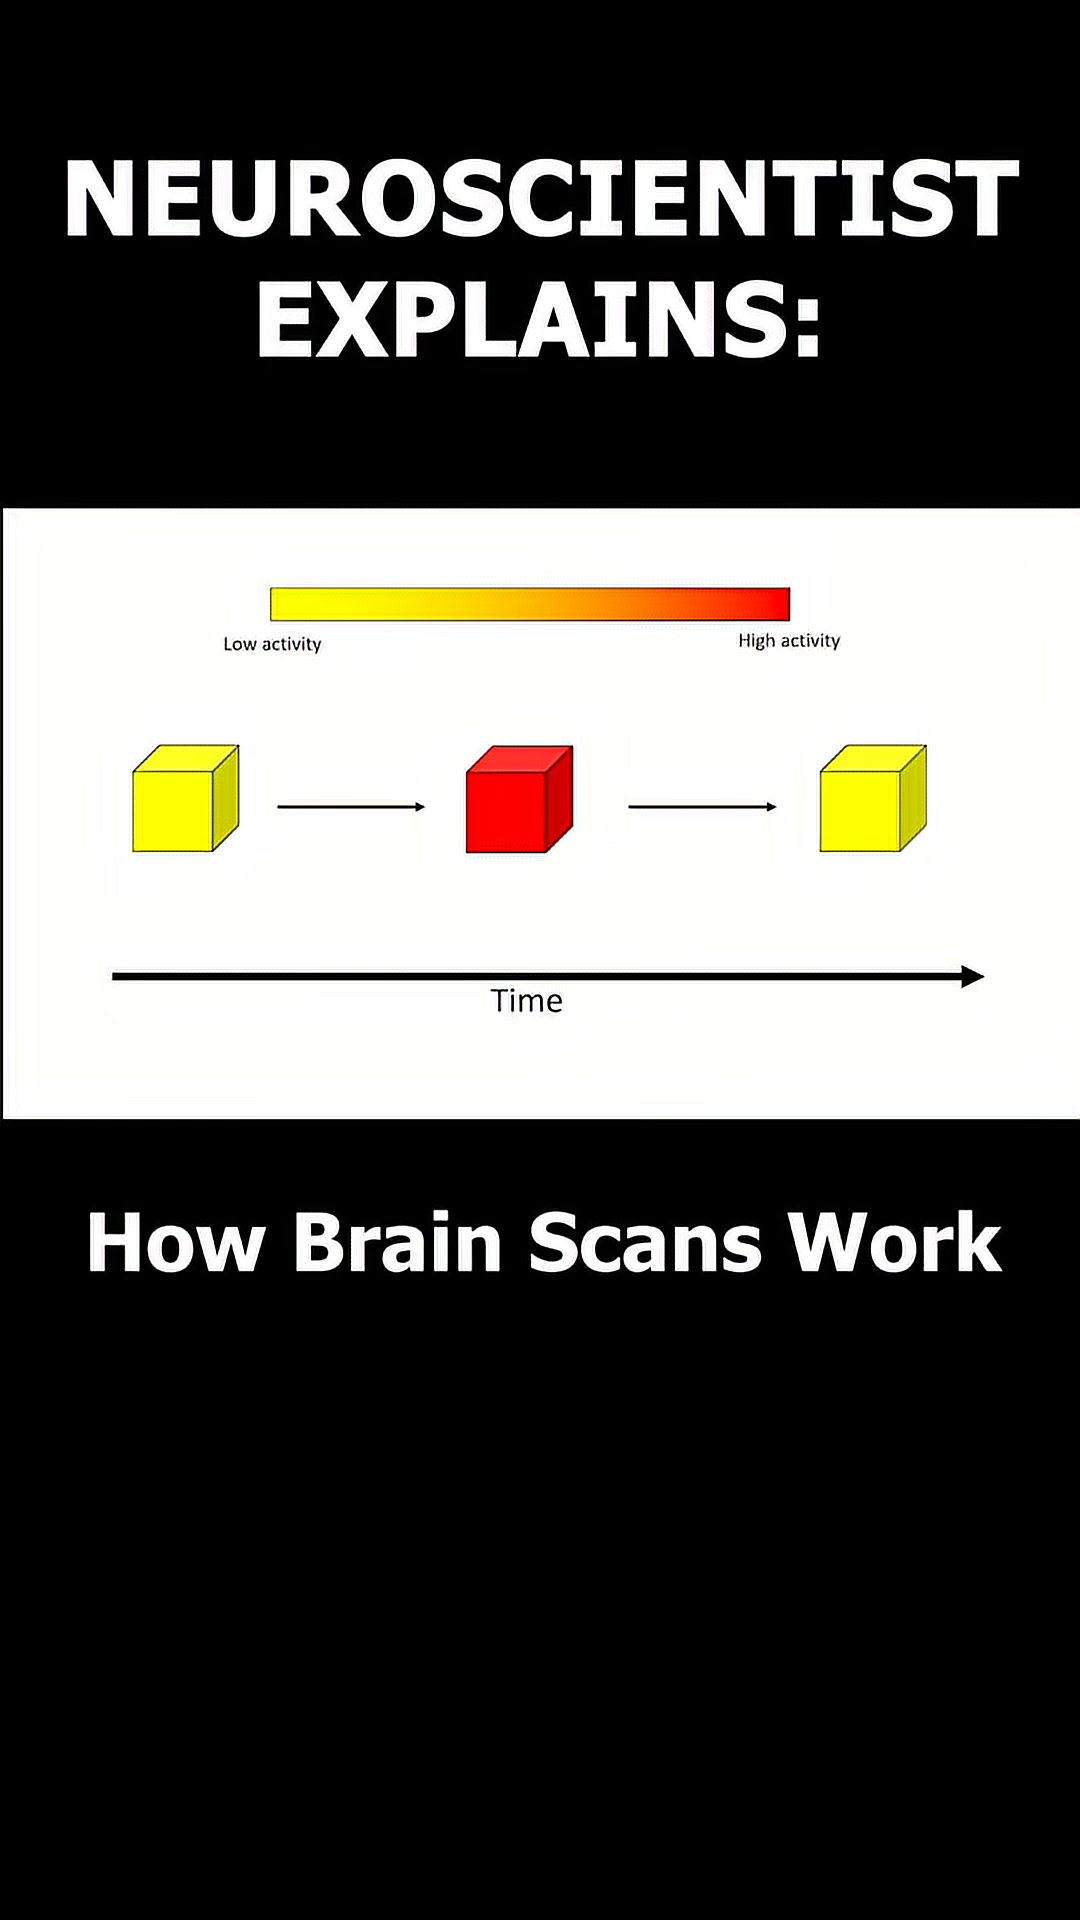 NEUROSCIENTIST
EXPLAINS:
Low activity
High activity
Time
How Brain Scans Work